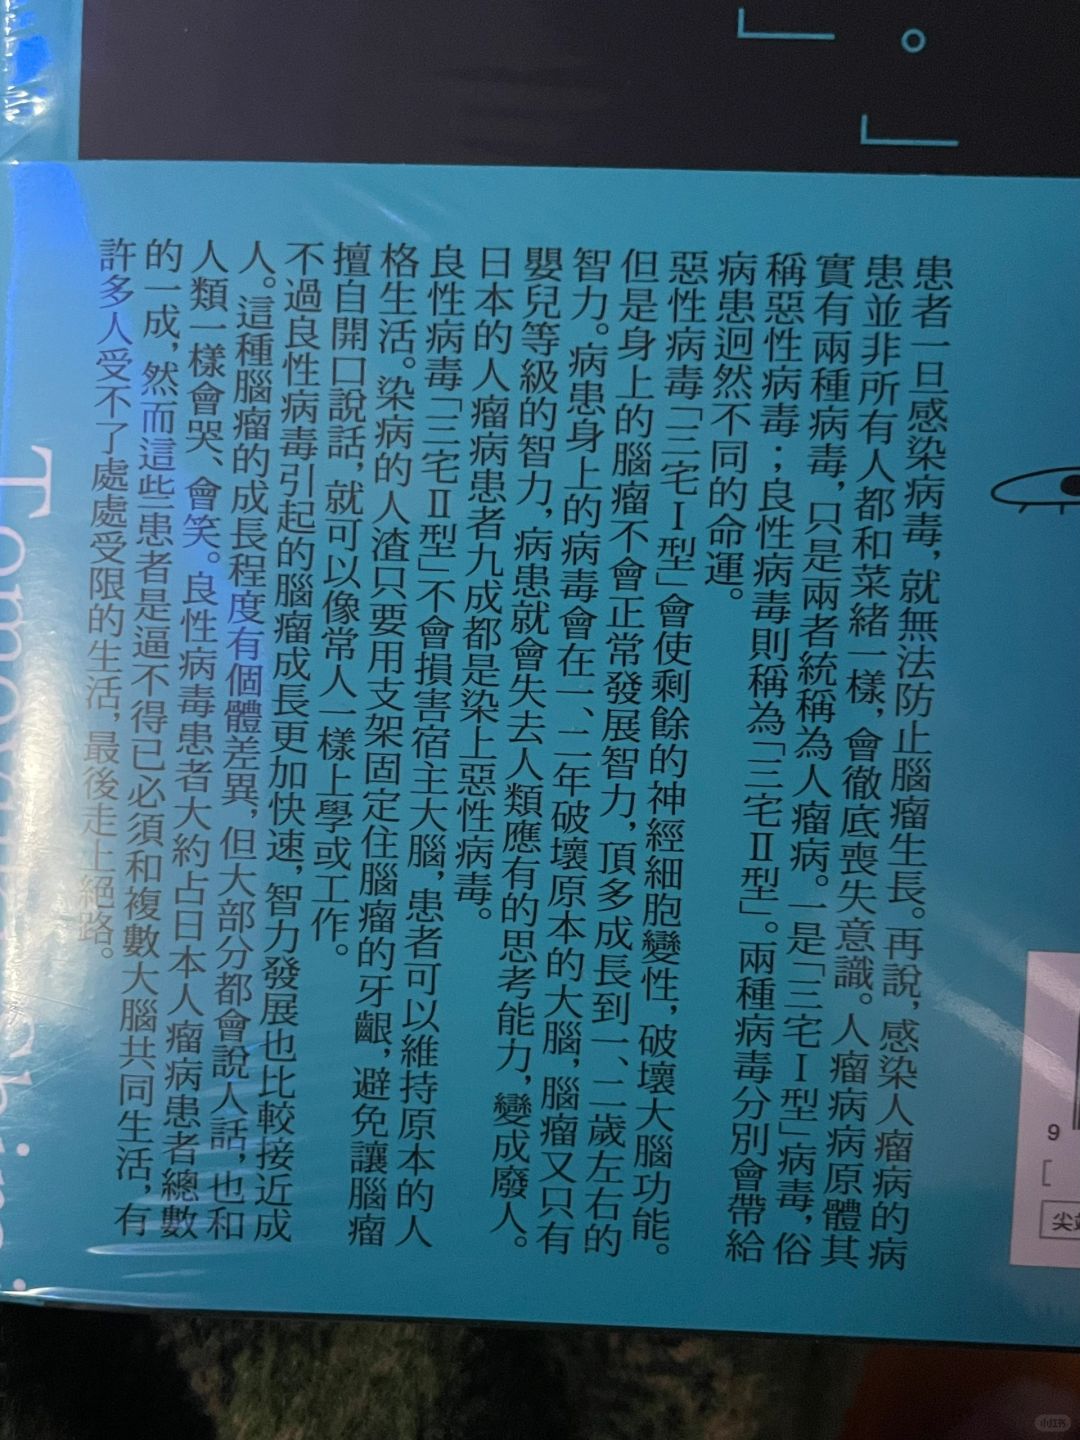 」。
」
患者一旦感染病毒，就無法防止腦瘤生長。再說，感染人瘤病的病
患並非所有人都和菜緒一樣，會徹底喪失意識。人瘤病病原體其
實有兩種病毒，只是兩者統稱為人瘤病。一是「三宅Ⅰ型」病毒，俗
稱惡性病毒；良性病毒則稱為「三宅Ⅱ型」。兩種病毒分別會帶給
病患迥然不同的命運。
惡性病毒「三宅Ⅰ型」會使剩餘的神經細胞變性，破壞大腦功能。
但是身上的腦瘤不會正常發展智力，頂多成長到一、二歲左右的
智力。病患身上的病毒會在一、二年破壞原本的大腦，腦瘤又只有
嬰兒等級的智力，病患就會失去人類應有的思考能力，變成廢人。
日本的人瘤病患者九成都是染上惡性病毒。
良性病毒「三宅Ⅱ型」不會損害宿主大腦，患者可以維持原本的人
格生活。染病的人渣只要用支架固定住腦瘤的牙齦，避免讓腦瘤
擅自開口說話，就可以像常人一樣上學或工作。
不過良性病毒引起的腦瘤成長更加快速，智力發展也比較接近成
人。這種腦瘤的成長程度有個體差異，但大部分都會說人話，也和
人類一樣會哭、會笑。良性病毒患者大約占日本人瘤病患者總數
的一成，然而這些患者是逼不得已必須和複數大腦共同生活，有
許多人受不了處處受限的生活，最後走上絕路。
9
尖
小红书